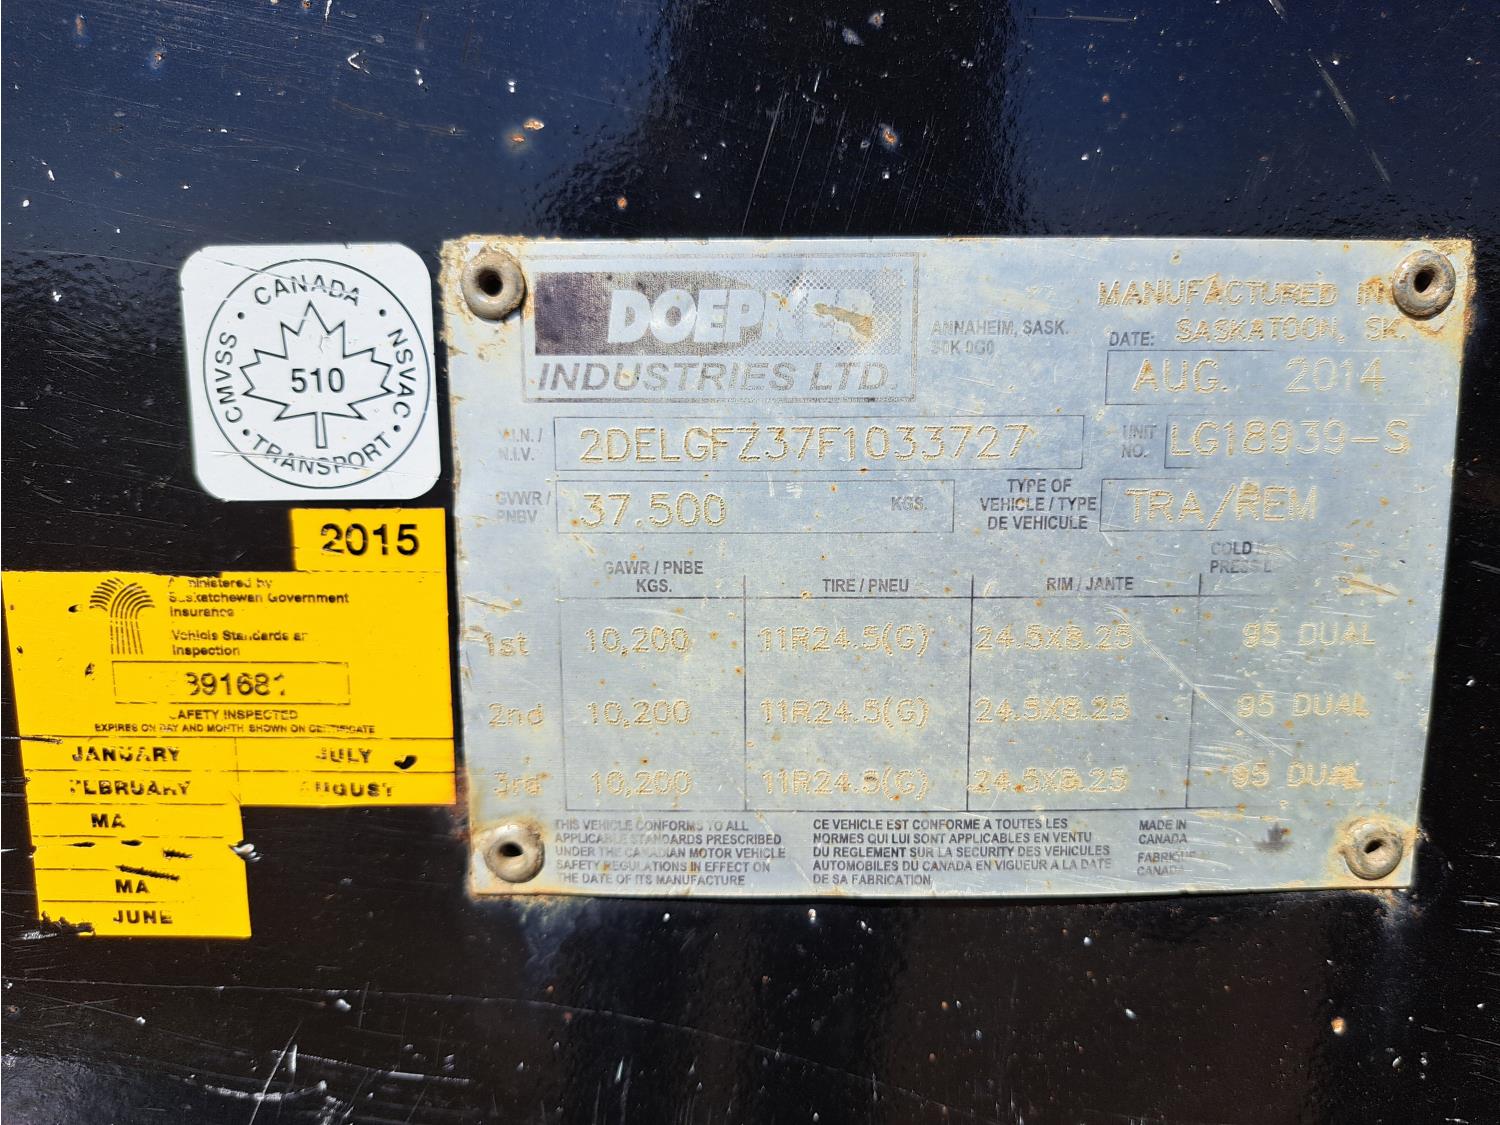 CANADA
CMVSS • NSVAC
510
TRANSPORT
2015
Saskatchewan Government
Insurance
Vehicle Standards
Inspection
SAFETY INSPECTED
EXPIRES ON DAY AND MONTH SHOWN ON CERTIFICATE
JANUARY JULY
FEBRUARY AUGUST
MA
MA
JUNE
DOEPKER
INDUSTRIES LTD.
ANNAHEIM, SASK.
S0K 0G0
MANUFACTURED IN
DATE: SASKATOON, SK.
AUG. 2014
V.I.N. / N.I.V. 2DELGFZ37F1033727
UNIT NO. LG18939-S
GVWR / PNBV 37.500 KGS.
TYPE OF VEHICLE / TYPE DE VEHICULE TRA/REM
GAWR / PNBE KGS. TIRE / PNEU RIM / JANTE COLD
1st 10,200 11R24.5(G) 24.5X8.25 95 DUAL
2nd 10,200 11R24.5(G) 24.5X8.25 95 DUAL
3rd 10,200 11R24.5(G) 24.5X8.25 95 DUAL
THIS VEHICLE CONFORMS TO ALL
APPLICABLE STANDARDS PRESCRIBED
UNDER THE CANADIAN MOTOR VEHICLE
SAFETY REGULATIONS IN EFFECT ON
THE DATE OF ITS MANUFACTURE
CE VEHICLE EST CONFORME A TOUTES LES
NORMES QUI LUI SONT APPLICABLES EN VENTU
DU REGLEMENT SUR LA SECURITY DES VEHICULES
AUTOMOBILES DU CANADA EN VIGUEUR A LA DATE
DE SA FABRICATION
MADE IN
CANADA
CANADA